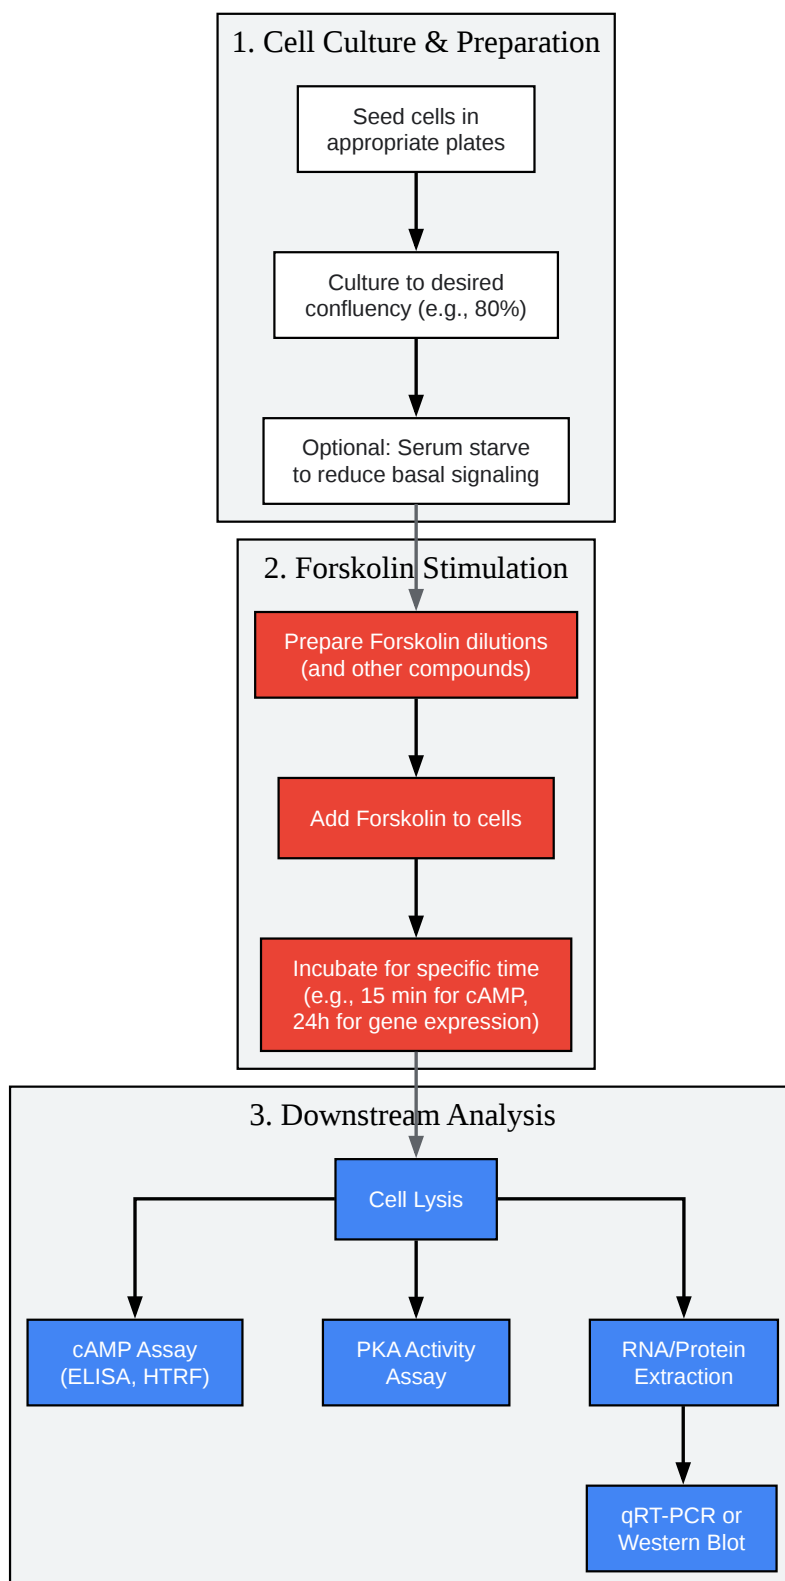 1. Cell Culture & Preparation
Seed cells in
appropriate plates
Culture to desired
confluency (e.g., 80%)
Optional: Serum starve
to reduce basal signaling
2. Forskolin Stimulation
Prepare Forskolin dilutions
(and other compounds)
Add Forskolin to cells
Incubate for specific time
(e.g., 15 min for cAMP,
24h for gene expression)
3. Downstream Analysis
Cell Lysis
cAMP Assay
(ELISA, HTRF)
PKA Activity
Assay
RNA/Protein
Extraction
qRT-PCR or
Western Blot